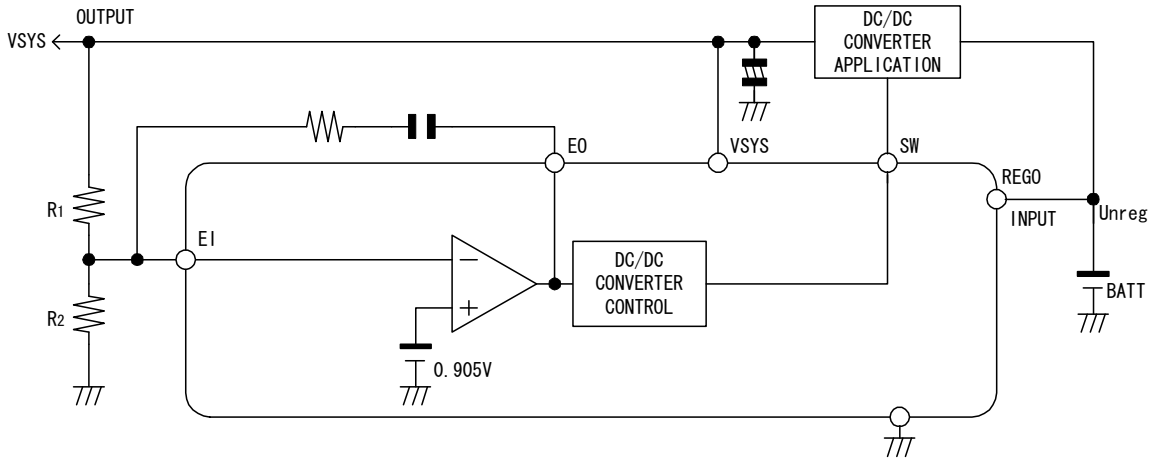 OUTPUT
VSYS
DC/DC
CONVERTER
APPLICATION
EO
VSYS
SW
REGO
INPUT
Unreg
R1
EI
DC/DC
CONVERTER
CONTROL
−
+
R2
BATT
0.905V